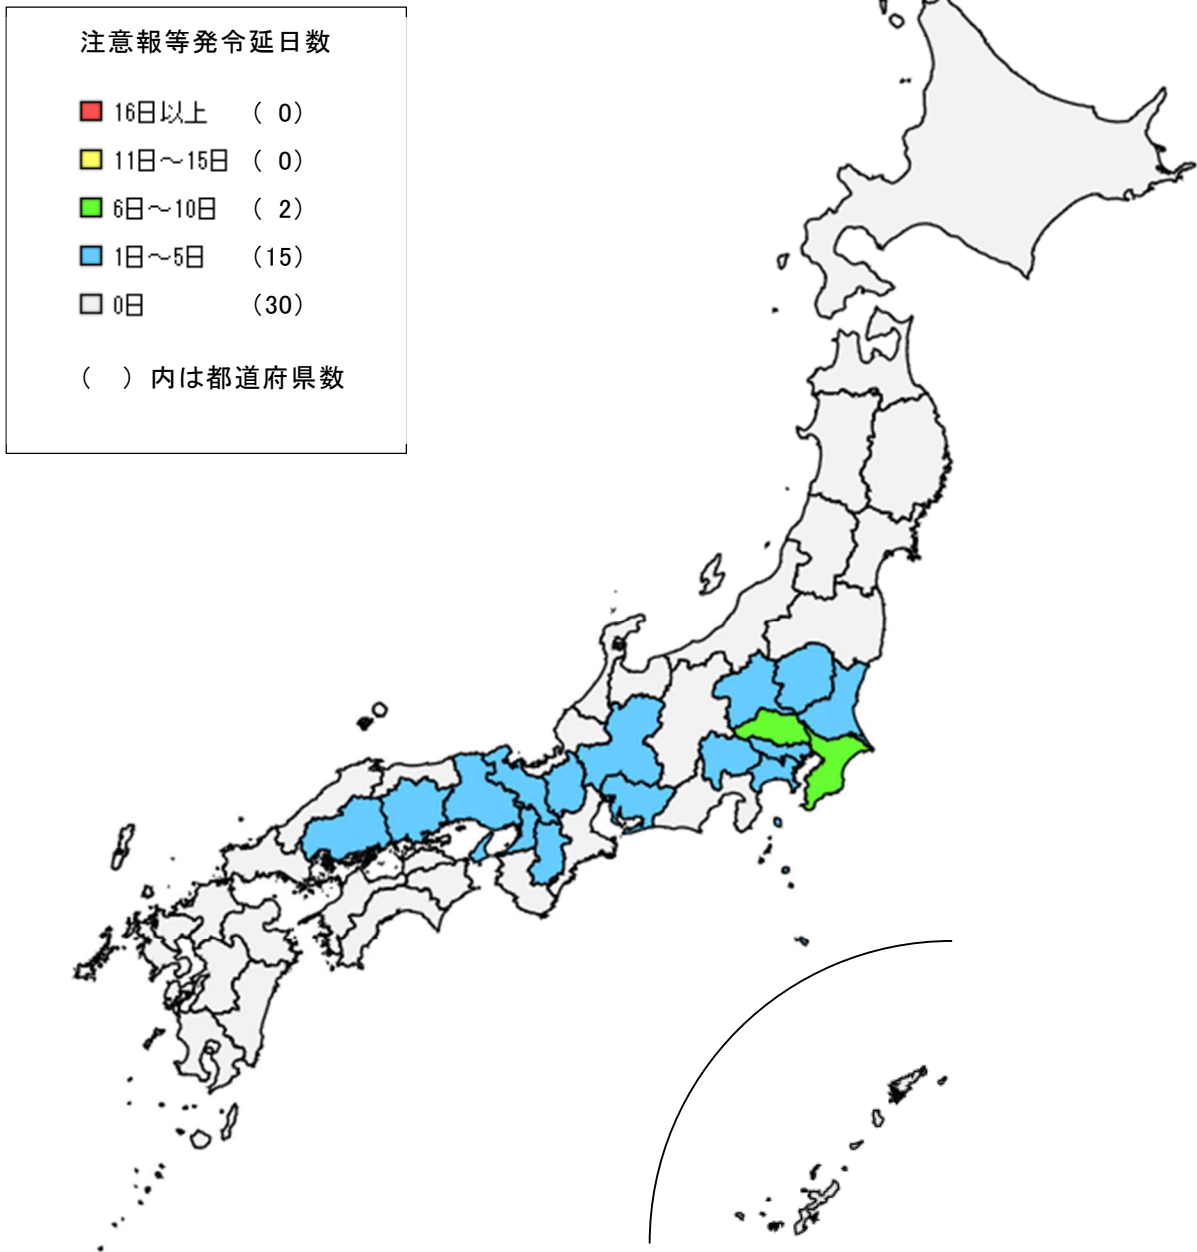 注意報等発令延日数
16日以上 ( 0)
11日～15日 ( 0)
6日～10日 ( 2)
1日～5日 (15)
0日 (30)
( ) 内は都道府県数